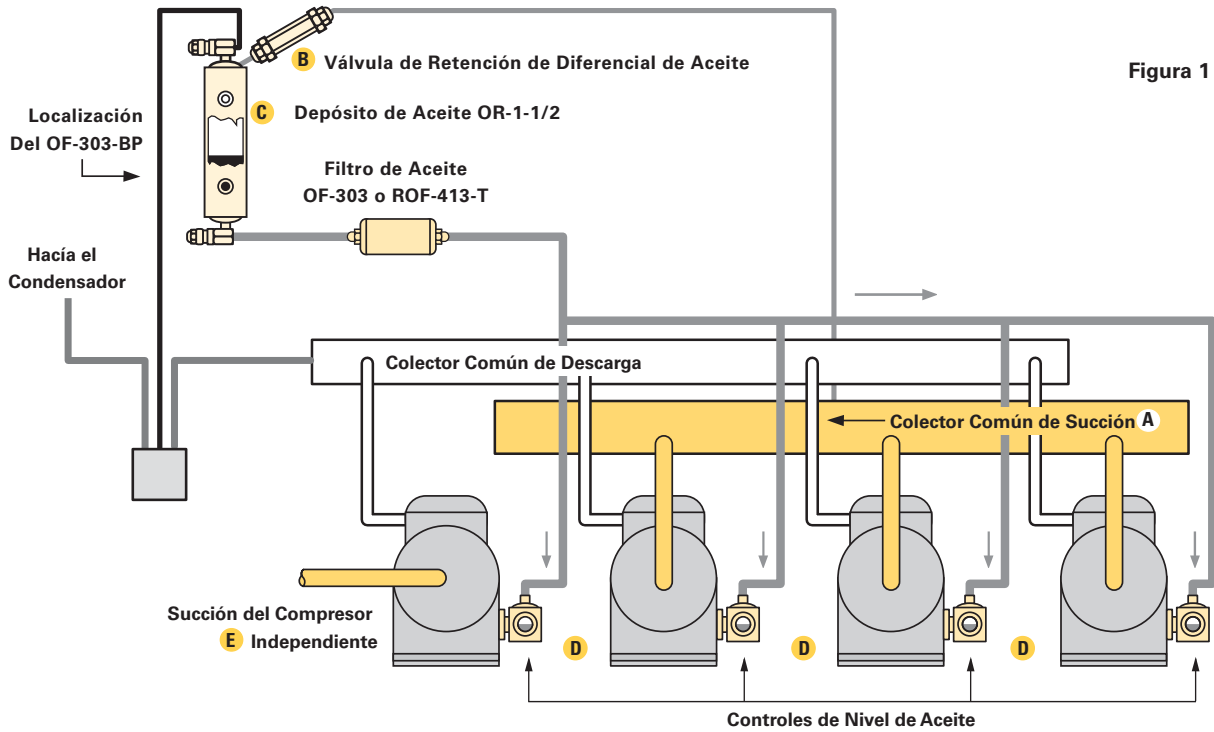 Figura 1
B Válvula de Retención de Diferencial de Aceite
C Depósito de Aceite OR-1-1/2
Localización
Del OF-303-BP
Filtro de Aceite
OF-303 o ROF-413-T
Hacía el
Condensador
Colector Común de Descarga
Colector Común de Succión A
Succión del Compresor
E Independiente
D
D
D
Controles de Nivel de Aceite